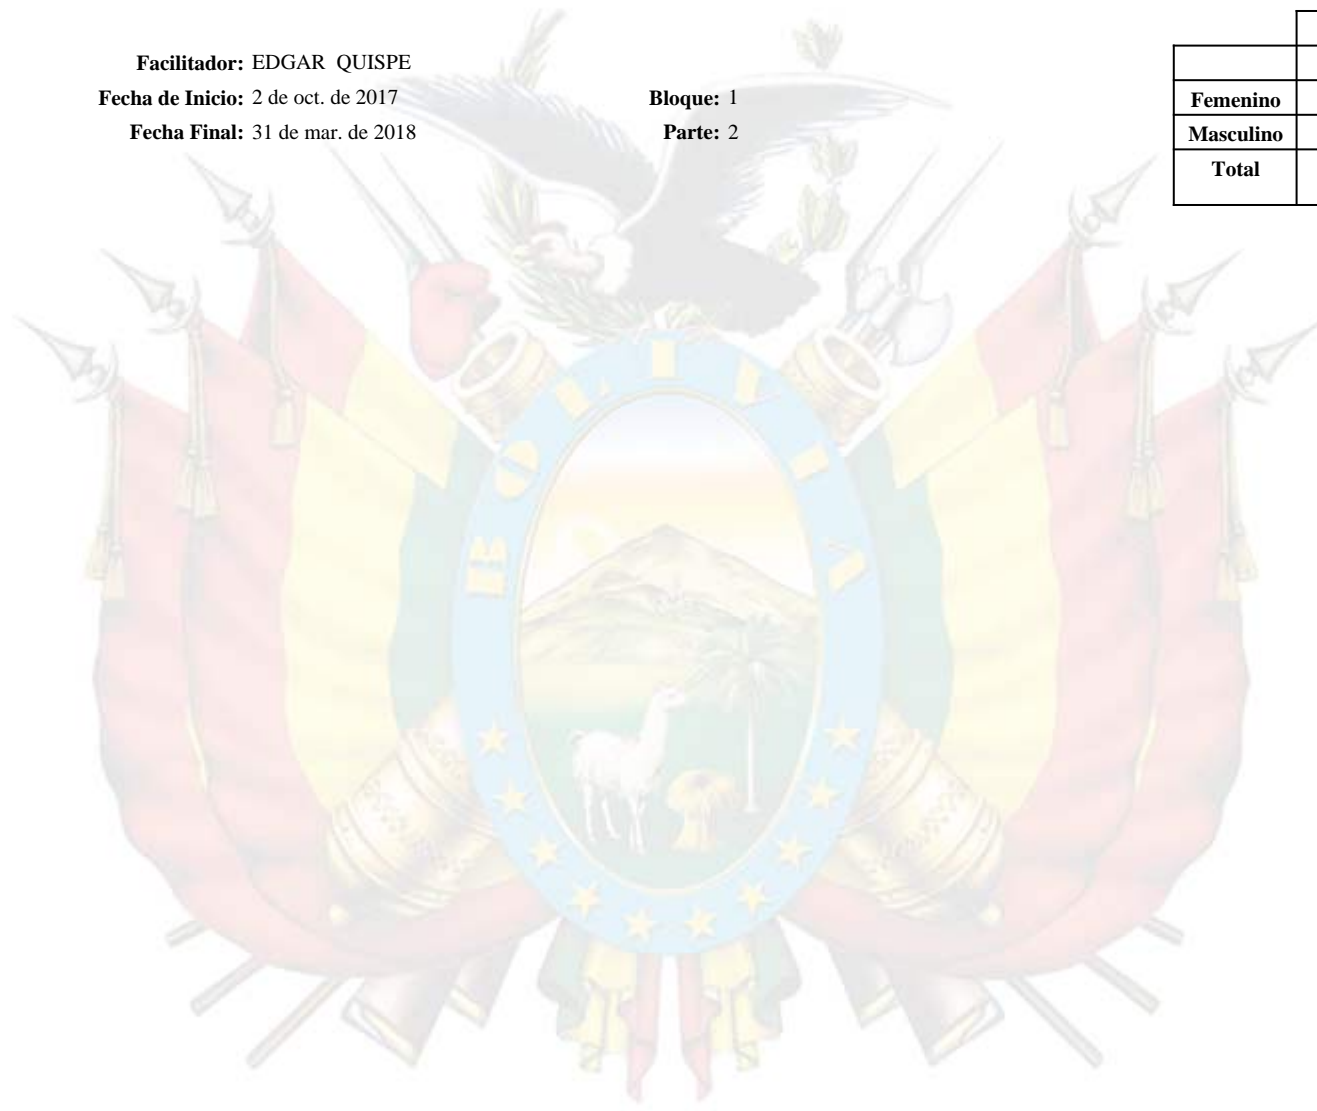 Facilitador: EDGAR QUISPE
Fecha de Inicio: 2 de oct. de 2017
Bloque: 1
Fecha Final: 31 de mar. de 2018
Parte: 2
Femenino
Masculino
Total
BOLIVIA